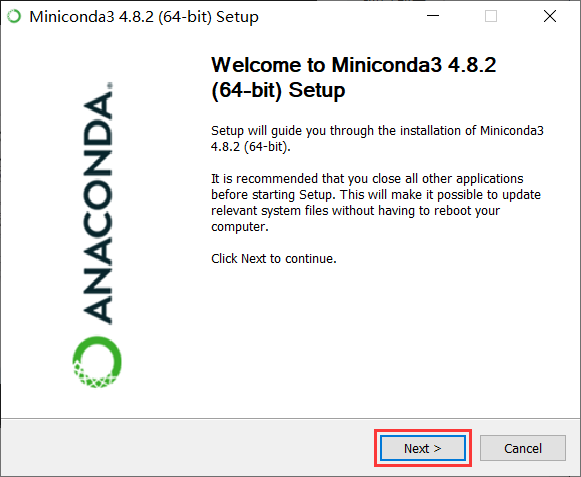 Miniconda3 4.8.2 (64-bit) Setup
ANACONDA.
Welcome to Miniconda3 4.8.2
(64-bit) Setup
Setup will guide you through the installation of Miniconda3
4.8.2 (64-bit).
It is recommended that you close all other applications
before starting Setup. This will make it possible to update
relevant system files without having to reboot your
computer.
Click Next to continue.
Next >
Cancel